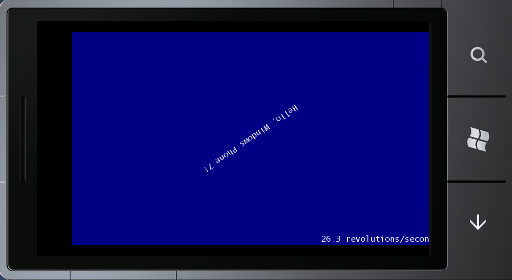 Hello, Windows Phone 7!
26.3 revolutions/secon